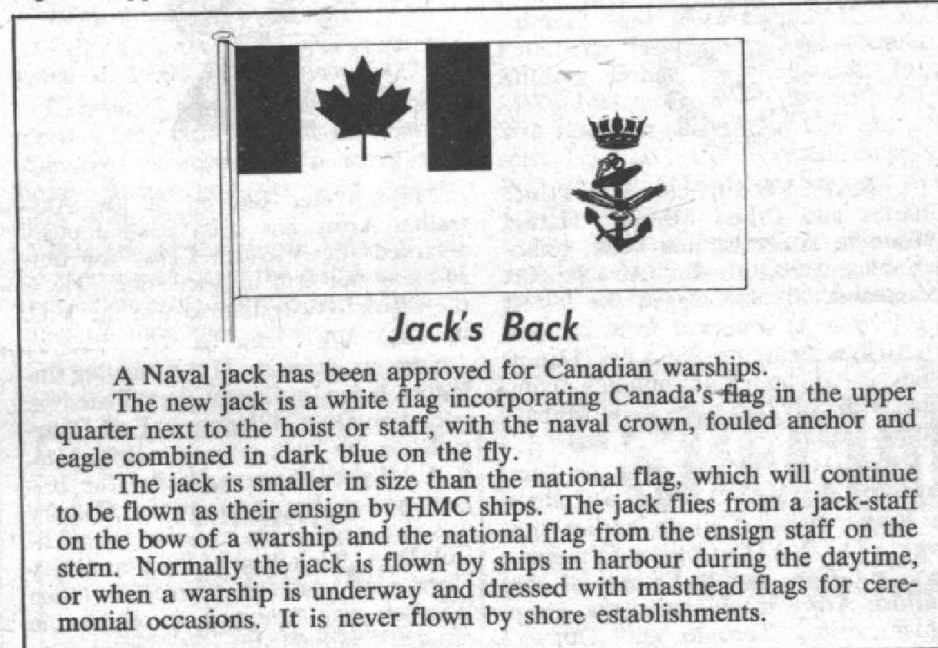 Jack's Back
A Naval jack has been approved for Canadian warships.
The new jack is a white flag incorporating Canada's flag in the upper
quarter next to the hoist or staff, with the naval crown, fouled anchor and
eagle combined in dark blue on the fly.
The jack is smaller in size than the national flag, which will continue
to be flown as their ensign by HMC ships. The jack flies from a jack-staff
on the bow of a warship and the national flag from the ensign staff on the
stern. Normally the jack is flown by ships in harbour during the daytime,
or when a warship is underway and dressed with masthead flags for cere-
monial occasions. It is never flown by shore establishments.